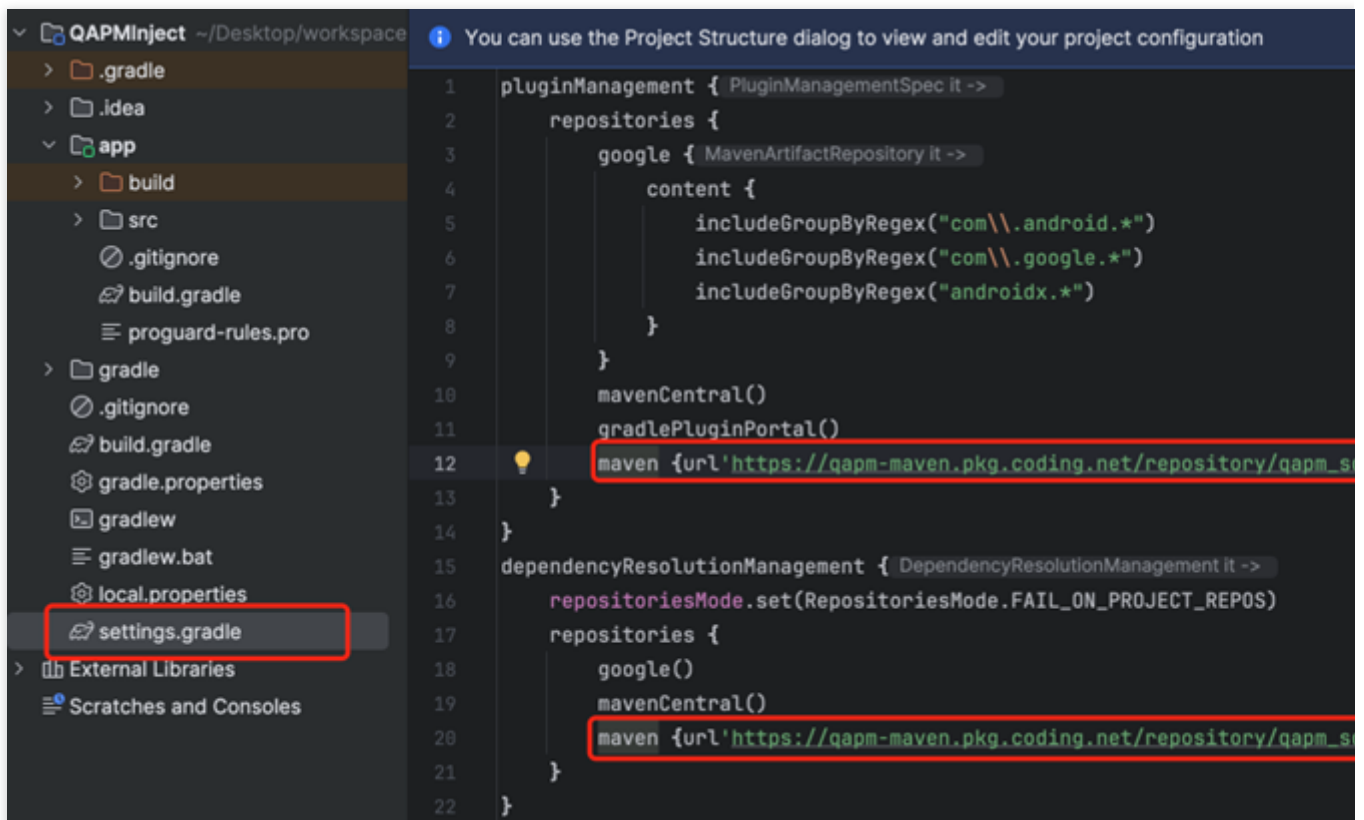 QAPMInject ~/Desktop/workspace
.gradle
.idea
app
build
src
.gitignore
build.gradle
proguard-rules.pro
gradle
.gitignore
build.gradle
gradle.properties
gradlew
gradlew.bat
local.properties
settings.gradle
External Libraries
Scratches and Consoles
You can use the Project Structure dialog to view and edit your project configuration
1 pluginManagement { PluginManagementSpec it ->
2 repositories {
3 google { MavenArtifactRepository it ->
4 content {
5 includeGroupByRegex("com\\.android.*")
6 includeGroupByRegex("com\\.google.*")
7 includeGroupByRegex("androidx.*")
8 }
9 }
10 mavenCentral()
11 gradlePluginPortal()
12 maven {url'https://qapm-maven.pkg.coding.net/repository/qapm_s
13 }
14 }
15 dependencyResolutionManagement { DependencyResolutionManagement it ->
16 repositoriesMode.set(RepositoriesMode.FAIL_ON_PROJECT_REPOS)
17 repositories {
18 google()
19 mavenCentral()
20 maven {url'https://qapm-maven.pkg.coding.net/repository/qapm_s
21 }
22 }